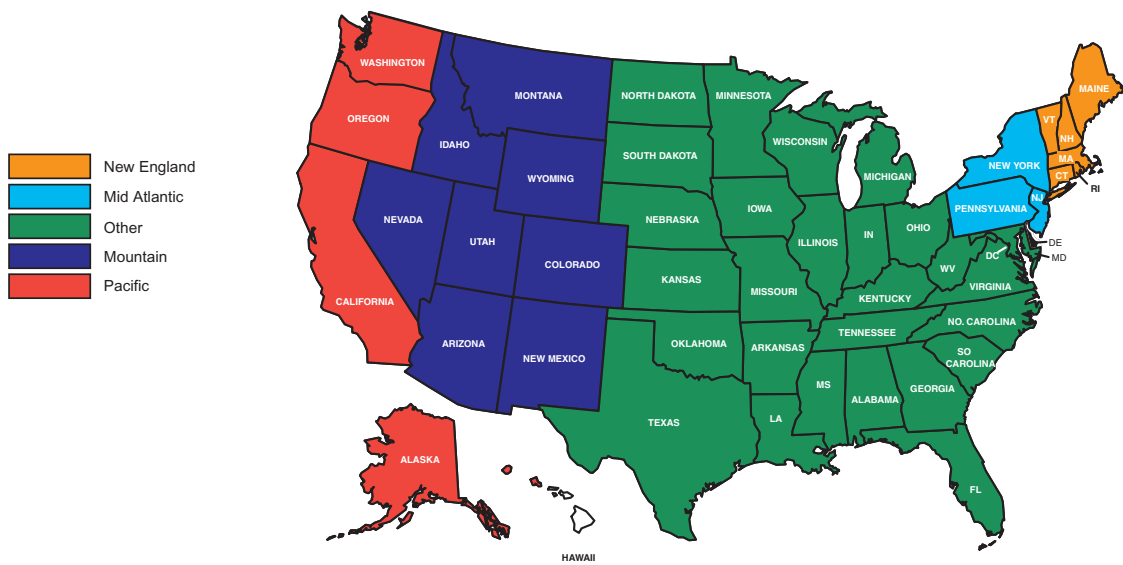 New England
Mid Atlantic
Other
Mountain
Pacific
WASHINGTON
OREGON
CALIFORNIA
NEVADA
IDAHO
MONTANA
WYOMING
UTAH
COLORADO
ARIZONA
NEW MEXICO
NORTH DAKOTA
SOUTH DAKOTA
NEBRASKA
KANSAS
OKLAHOMA
TEXAS
MINNESOTA
IOWA
MISSOURI
ARKANSAS
LA
WISCONSIN
ILLINOIS
MICHIGAN
IN
OHIO
KENTUCKY
TENNESSEE
MS
ALABAMA
GEORGIA
FL
SO
CAROLINA
NO. CAROLINA
VIRGINIA
WV
DC
MD
DE
PENNSYLVANIA
NJ
NEW YORK
CT
RI
MA
VT
NH
MAINE
ALASKA
HAWAII